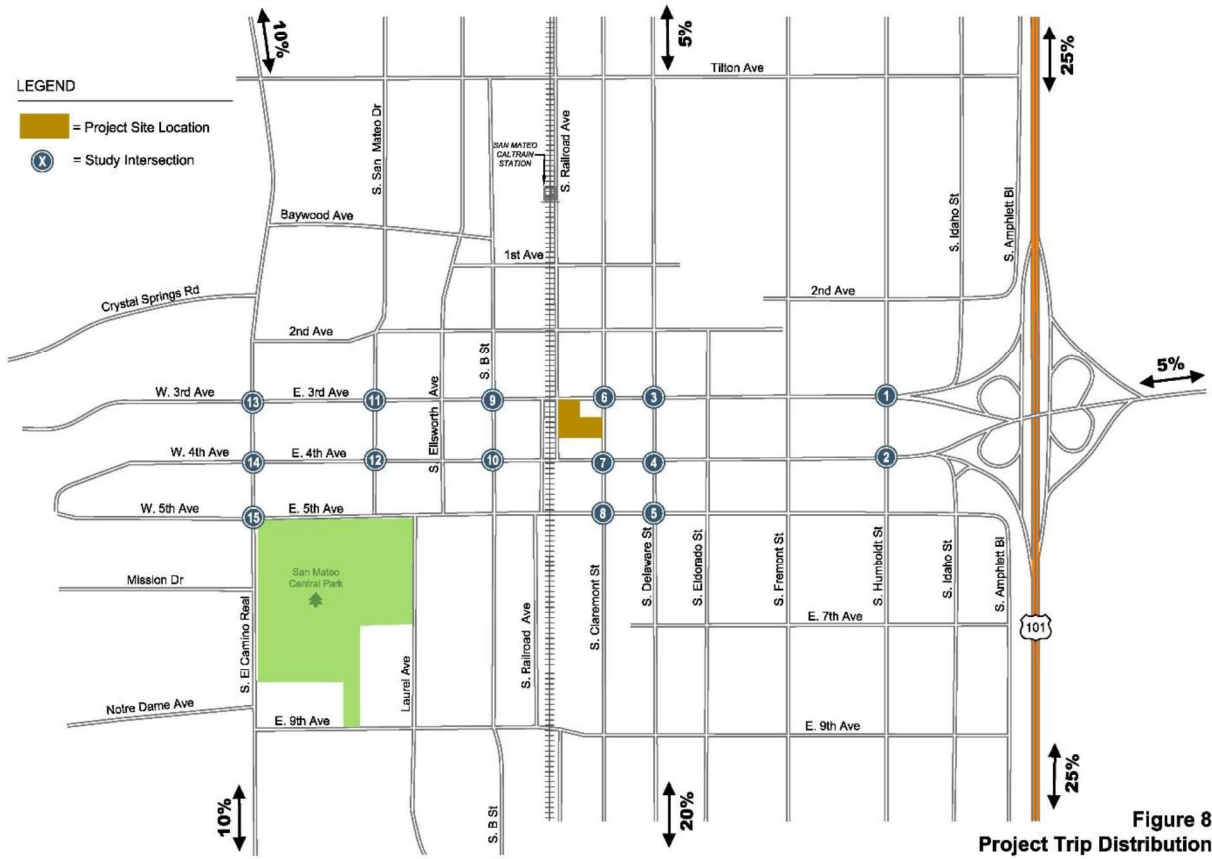 10%
5%
25%
Tilton Ave
LEGEND
= Project Site Location
X
= Study Intersection
S. San Mateo Dr
SAN MATEO
CALTRAIN
STATION
S. Railroad Ave
S. Idaho St
S. Amphlett Bl
Baywood Ave
1st Ave
Crystal Springs Rd
2nd Ave
2nd Ave
S. B St
S. Ellsworth Ave
5%
W. 3rd Ave
13
E. 3rd Ave
11
9
6
3
1
W. 4th Ave
14
E. 4th Ave
12
10
7
4
2
W. 5th Ave
15
E. 5th Ave
8
5
San Mateo
Central Park
Mission Dr
S. El Camino Real
Laurel Ave
S. Railroad Ave
S. Claremont St
S. Delaware St
S. Eldorado St
S. Fremont St
S. Humboldt St
S. Idaho St
S. Amphlett Bl
E. 7th Ave
101
Notre Dame Ave
E. 9th Ave
E. 9th Ave
10%
S. B St
20%
25%
Figure 8
Project Trip Distribution